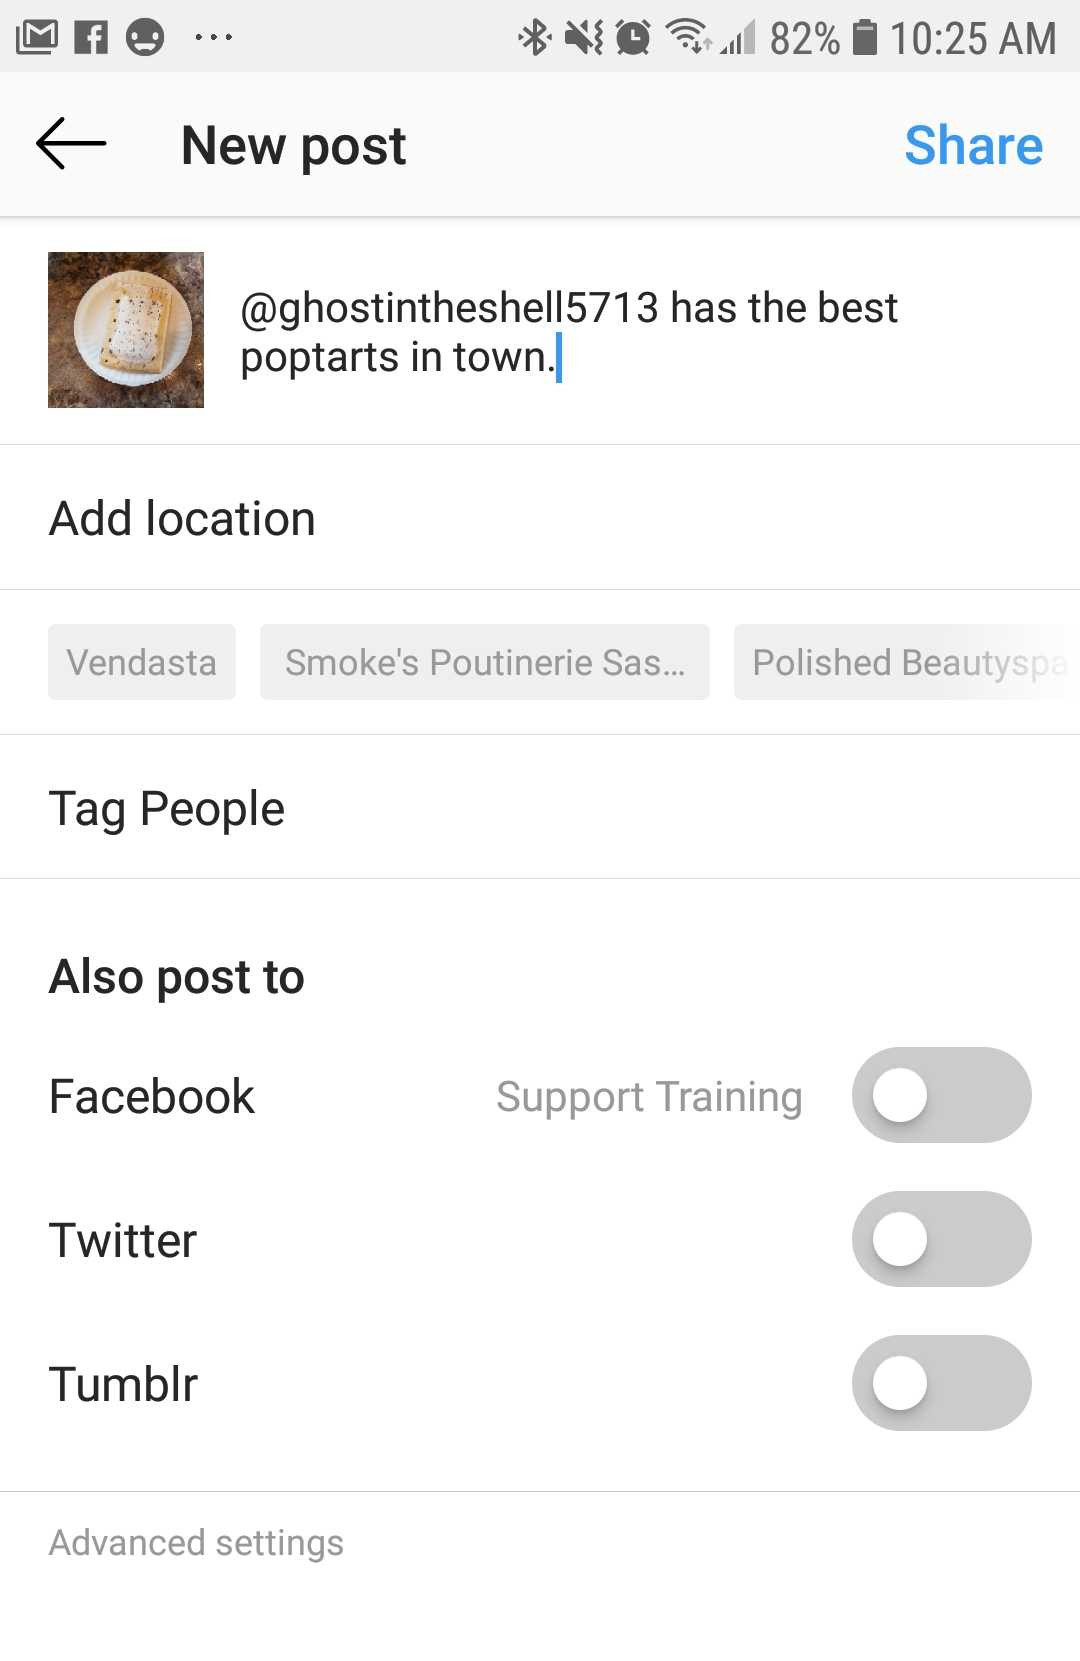 82% 10:25 AM
New post Share
@ghostintheshell5713 has the best
poptarts in town.
Add location
Vendasta Smoke's Poutinerie Sas... Polished Beautyspa
Tag People
Also post to
Facebook Support Training
Twitter
Tumblr
Advanced settings